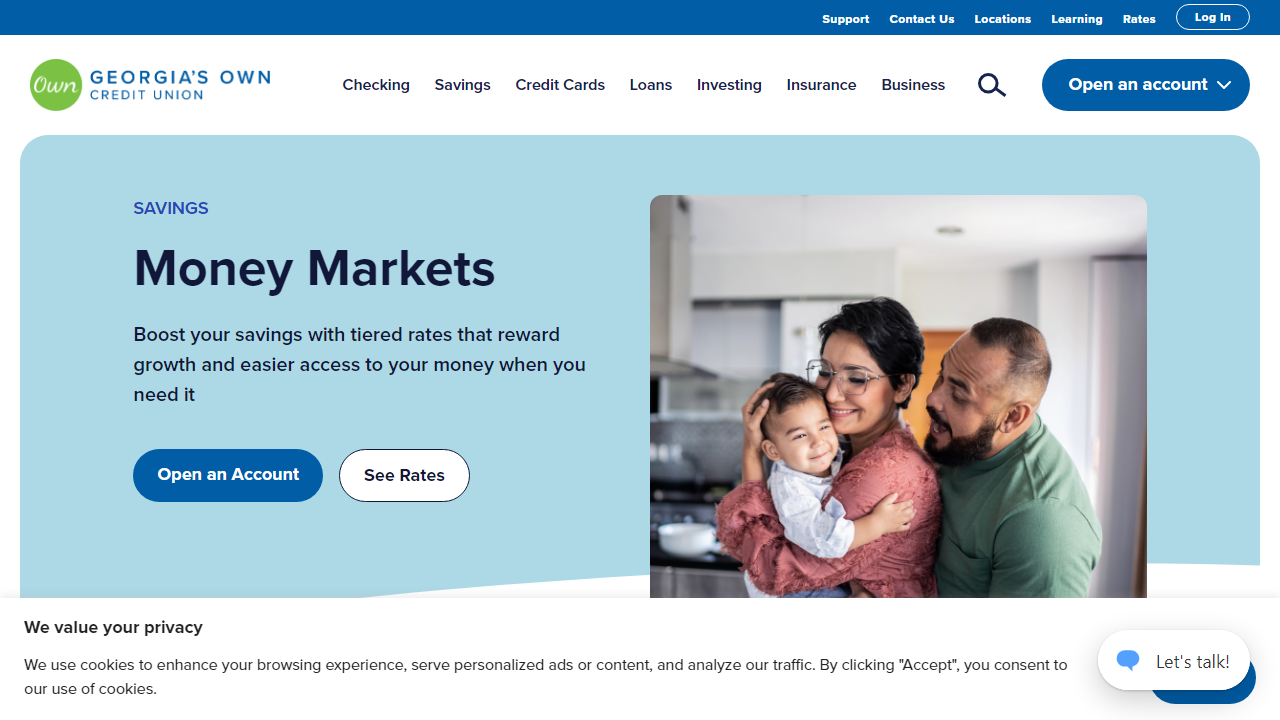 Support Contact Us Locations Learning Rates Log In
Own GEORGIA'S OWN
CREDIT UNION
Checking Savings Credit Cards Loans Investing Insurance Business Open an account
SAVINGS
Money Markets
Boost your savings with tiered rates that reward
growth and easier access to your money when you
need it
Open an Account See Rates
We value your privacy
We use cookies to enhance your browsing experience, serve personalized ads or content, and analyze our traffic. By clicking "Accept", you consent to
our use of cookies.
Let's talk!